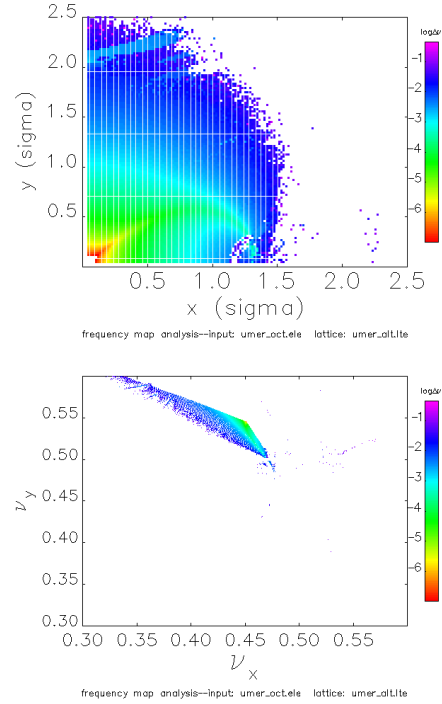 2.5
2.0
1.5
1.0
0.5
y (sigma)
0.5 1.0 1.5 2.0 2.5
x (sigma)
−1
−2
−3
−4
−5
−6
frequency map analysis--input: umer_oct.ele lattice: umer_alt.lte
0.55
0.50
0.45
0.40
0.35
0.30
ν_y
0.30 0.35 0.40 0.45 0.50 0.55
ν_x
−1
−2
−3
−4
−5
−6
frequency map analysis--input: umer_oct.ele lattice: umer_alt.lte